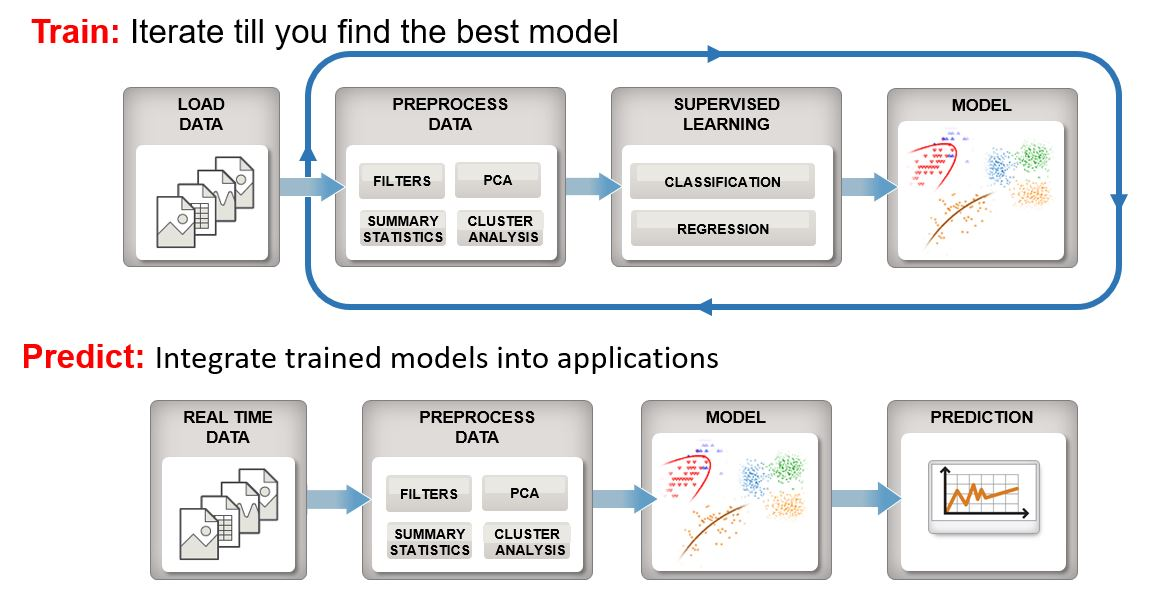 Train: Iterate till you find the best model
LOAD
DATA
PREPROCESS
DATA
FILTERS
PCA
SUMMARY
STATISTICS
CLUSTER
ANALYSIS
SUPERVISED
LEARNING
CLASSIFICATION
REGRESSION
MODEL
Predict: Integrate trained models into applications
REAL TIME
DATA
PREPROCESS
DATA
FILTERS
PCA
SUMMARY
STATISTICS
CLUSTER
ANALYSIS
MODEL
PREDICTION